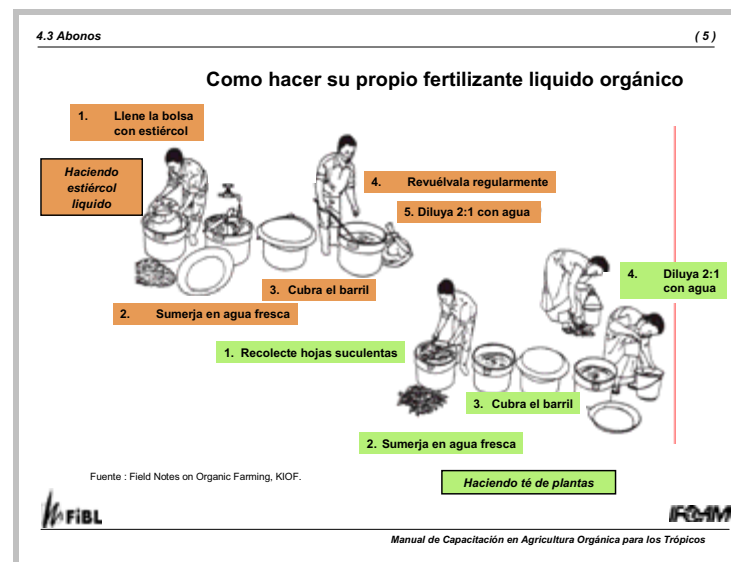 4.3 Abonos
( 5 )
Como hacer su propio fertilizante liquido orgánico
1. Llene la bolsa
con estiércol
Haciendo
estiércol
líquido
4. Revuélvala regularmente
5. Diluya 2:1 con agua
3. Cubra el barril
2. Sumerja en agua fresca
4. Diluya 2:1
con agua
1. Recolecte hojas suculentas
3. Cubra el barril
2. Sumerja en agua fresca
Haciendo té de plantas
Fuente : Field Notes on Organic Farming, KIOF.
FiBL
IFOAM
Manual de Capacitación en Agricultura Orgánica para los Trópicos